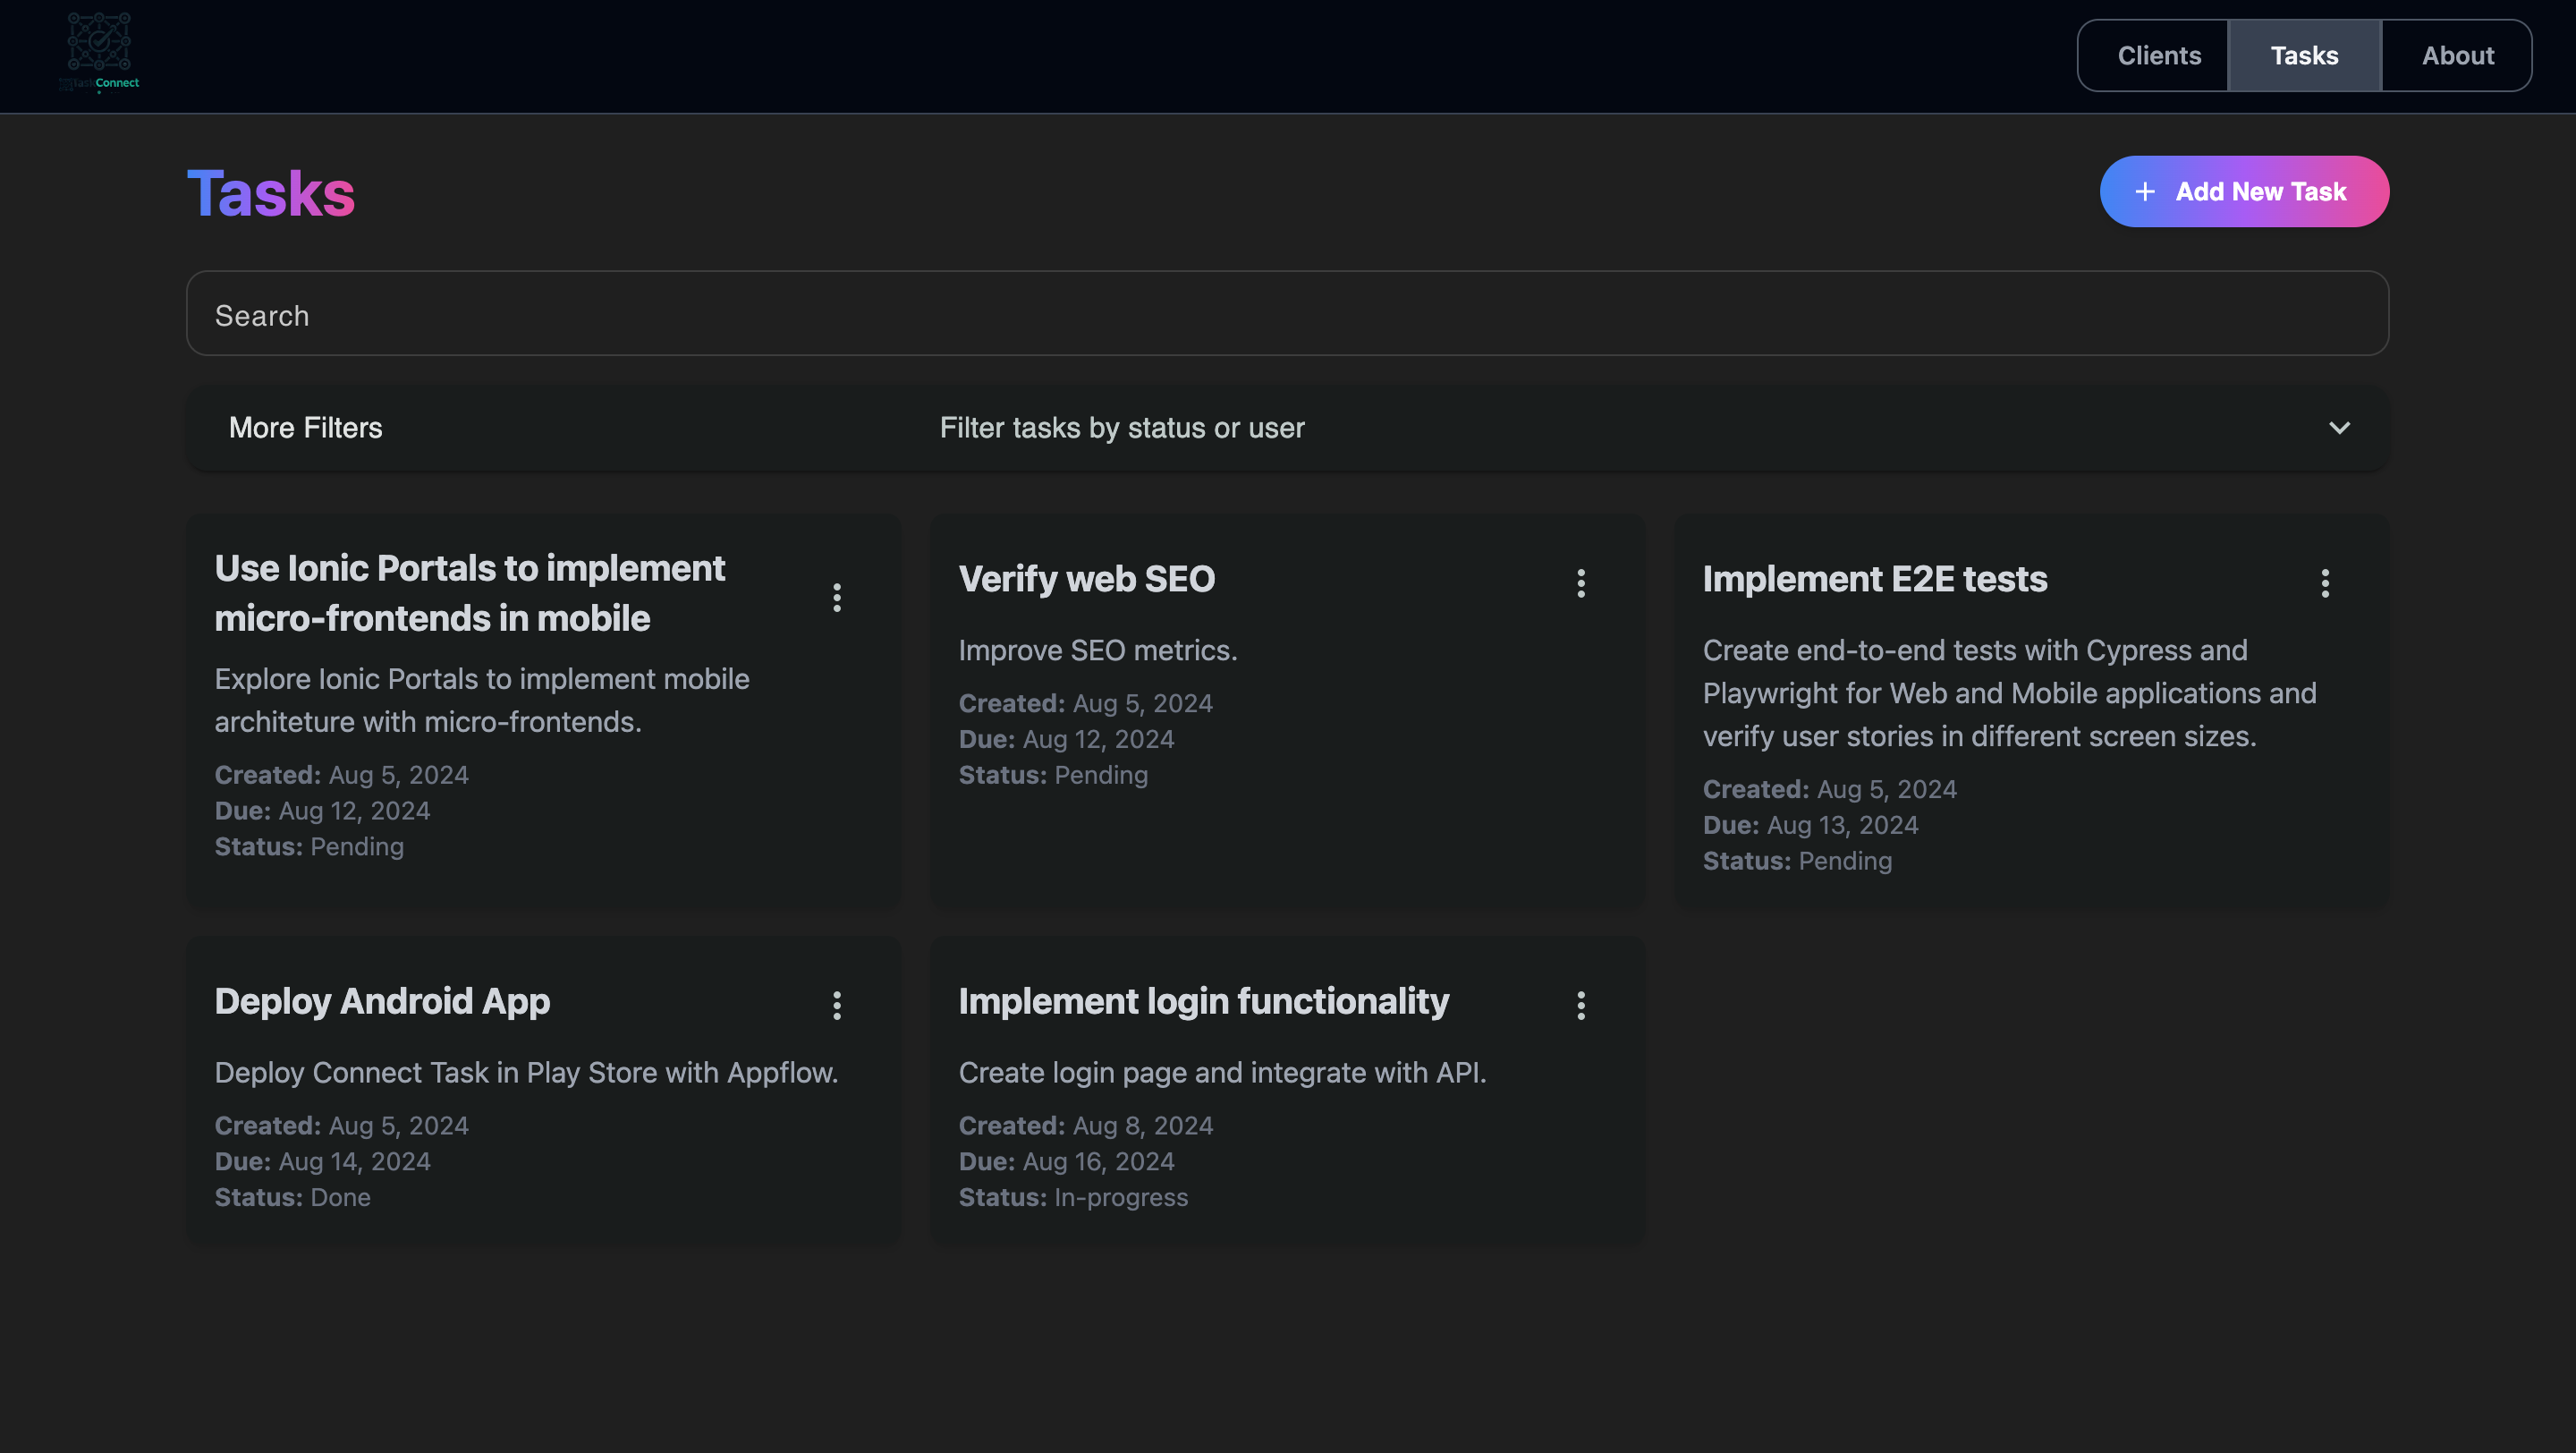 TaskConnect
Clients
Tasks
About
Tasks
+ Add New Task
Search
More Filters
Filter tasks by status or user
Use Ionic Portals to implement
micro-frontends in mobile
Explore Ionic Portals to implement mobile
architeture with micro-frontends.
Created: Aug 5, 2024
Due: Aug 12, 2024
Status: Pending
Verify web SEO
Improve SEO metrics.
Created: Aug 5, 2024
Due: Aug 12, 2024
Status: Pending
Implement E2E tests
Create end-to-end tests with Cypress and
Playwright for Web and Mobile applications and
verify user stories in different screen sizes.
Created: Aug 5, 2024
Due: Aug 13, 2024
Status: Pending
Deploy Android App
Deploy Connect Task in Play Store with Appflow.
Created: Aug 5, 2024
Due: Aug 14, 2024
Status: Done
Implement login functionality
Create login page and integrate with API.
Created: Aug 8, 2024
Due: Aug 16, 2024
Status: In-progress